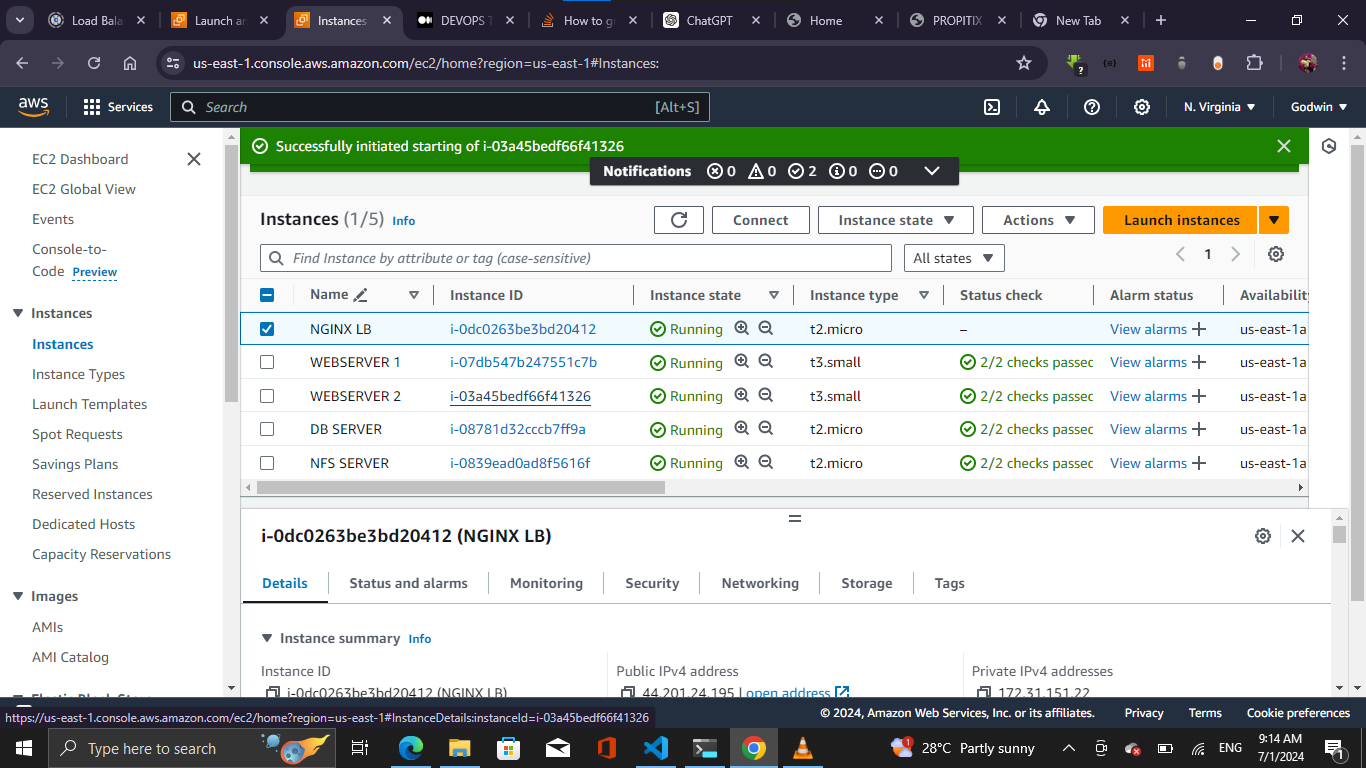 Load Bala
Launch an
Instances
DEVOPS T
How to gr
ChatGPT
Home
PROPITIX
New Tab
us-east-1.console.aws.amazon.com/ec2/home?region=us-east-1#Instances:
aws
Services
Search
[Alt+S]
N. Virginia
Godwin
EC2 Dashboard
EC2 Global View
Events
Console-to-
Code Preview
Instances
Instances
Instance Types
Launch Templates
Spot Requests
Savings Plans
Reserved Instances
Dedicated Hosts
Capacity Reservations
Images
AMIs
AMI Catalog
Elastic Block Store
Successfully initiated starting of i-03a45bedf66f41326
Notifications 0 0 2 0 0
Instances (1/5) Info
Connect
Instance state
Actions
Launch instances
Find Instance by attribute or tag (case-sensitive)
All states
1
Name Instance ID Instance state Instance type Status check Alarm status Availability
NGINX LB i-0dc0263be3bd20412 Running t2.micro – View alarms us-east-1a
WEBSERVER 1 i-07db547b247551c7b Running t3.small 2/2 checks passed View alarms us-east-1a
WEBSERVER 2 i-03a45bedf66f41326 Running t3.small 2/2 checks passed View alarms us-east-1a
DB SERVER i-08781d32cccb7ff9a Running t2.micro 2/2 checks passed View alarms us-east-1a
NFS SERVER i-0839ead0ad8f5616f Running t2.micro 2/2 checks passed View alarms us-east-1a
i-0dc0263be3bd20412 (NGINX LB)
Details Status and alarms Monitoring Security Networking Storage Tags
Instance summary Info
Instance ID
i-0dc0263be3bd20412 (NGINX LB)
Public IPv4 address
44.201.24.195 | open address
Private IPv4 addresses
172.31.151.22
https://us-east-1.console.aws.amazon.com/ec2/home?region=us-east-1#InstanceDetails:instanceId=i-03a45bedf66f41326
© 2024, Amazon Web Services, Inc. or its affiliates. Privacy Terms Cookie preferences
Type here to search
1
28°C Partly sunny
ENG
9:14 AM
7/1/2024
1